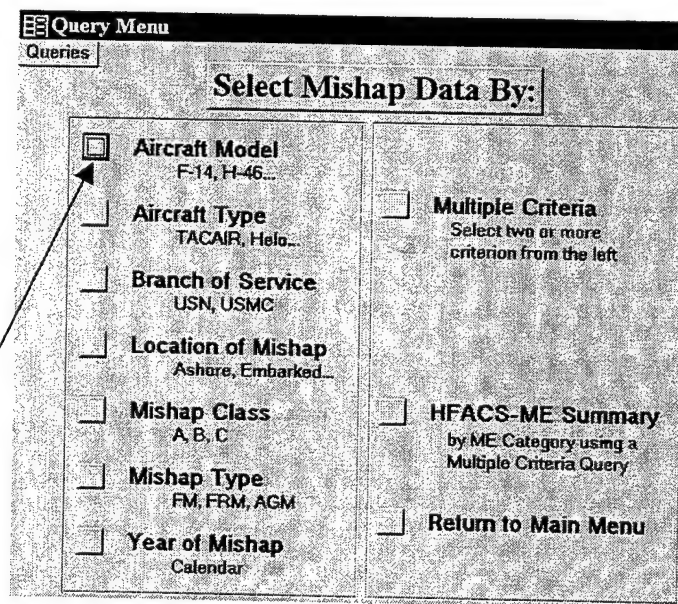 Query Menu
Queries
Select Mishap Data By:
Aircraft Model
F-14, H-46...
Aircraft Type
TACAIR, Helo...
Branch of Service
USN, USMC
Location of Mishap
Ashore, Embarked...
Mishap Class
A, B, C
Mishap Type
FM, FRM, AGM
Year of Mishap
Calendar
Multiple Criteria
Select two or more
criterion from the left
HFACS-ME Summary
by ME Category using a
Multiple Criteria Query
Return to Main Menu